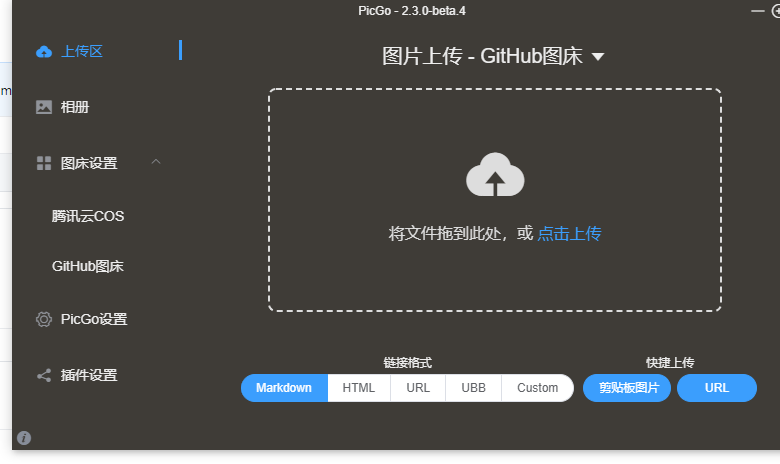 PicGo - 2.3.0-beta.4
m
上传区
相册
图床设置
腾讯云COS
GitHub图床
PicGo设置
插件设置
图片上传 - GitHub图床
将文件拖到此处，或 点击上传
链接格式
Markdown HTML URL UBB Custom
快捷上传
剪贴板图片 URL
i